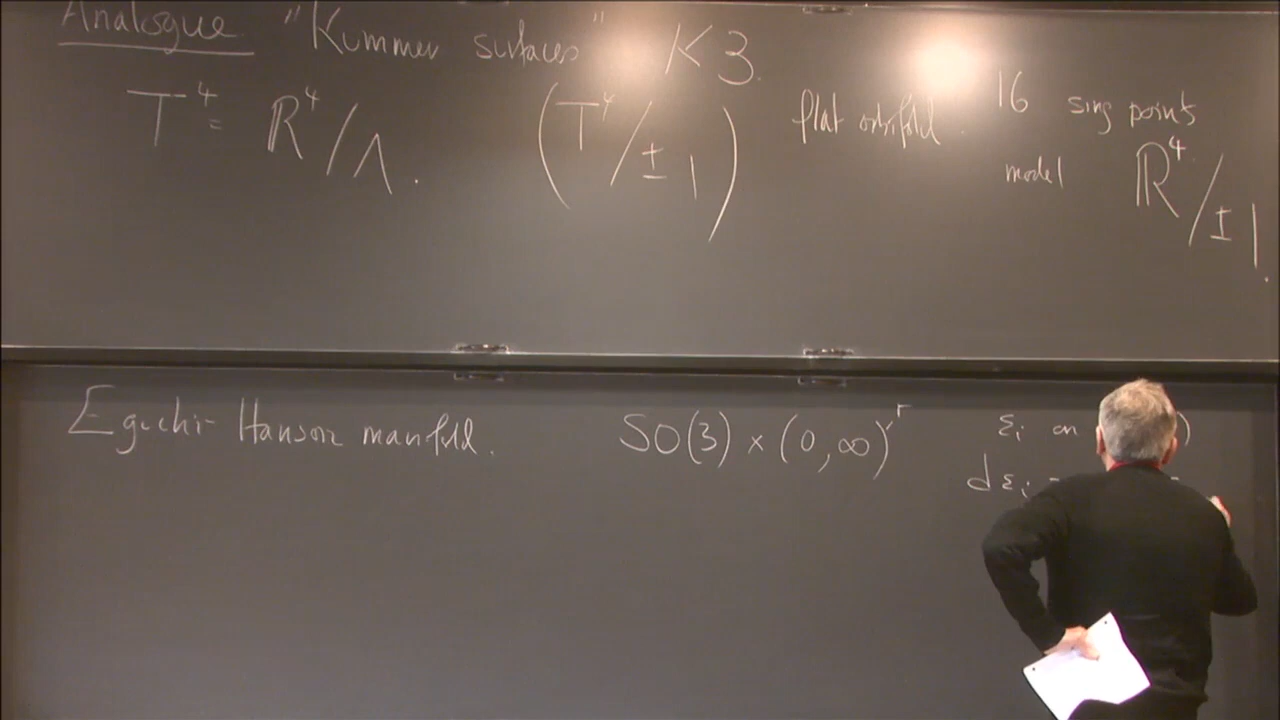 Analogue "Kummer surfaces" K3.
T⁴ = ℝ⁴/Λ. (T⁴/±1) flat orbifold. 16 sing points
model ℝ⁴/±1.
Eguchi-Hanson manifold. SO(3) × (0,∞)^r ε_i on )
dε_i